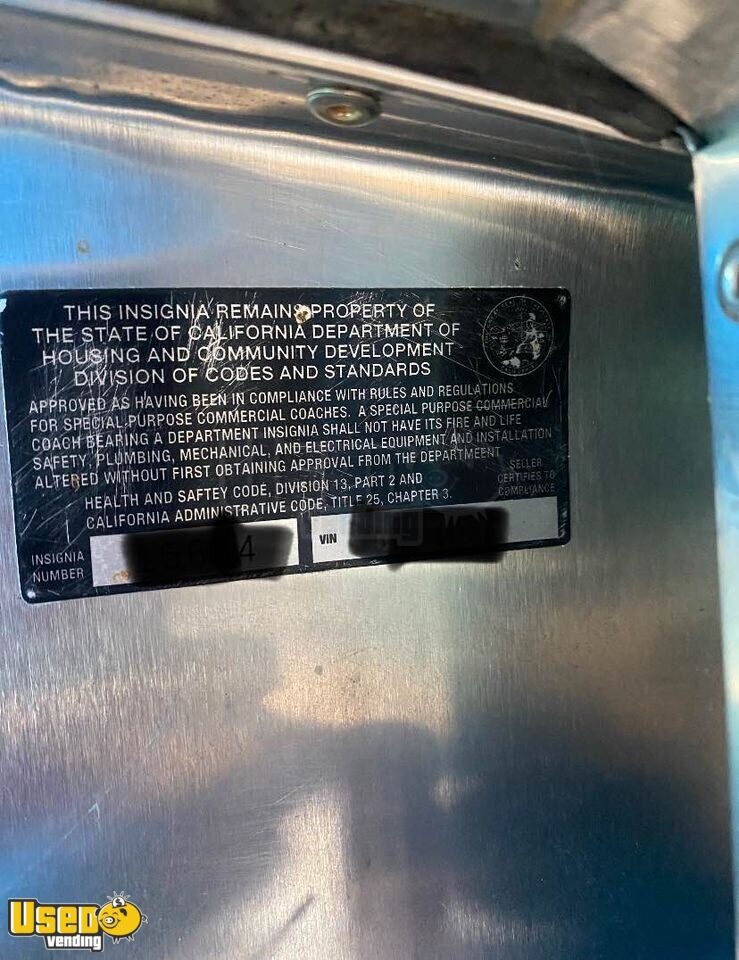 THIS INSIGNIA REMAINS PROPERTY OF
THE STATE OF CALIFORNIA DEPARTMENT OF
HOUSING AND COMMUNITY DEVELOPMENT
DIVISION OF CODES AND STANDARDS
APPROVED AS HAVING BEEN IN COMPLIANCE WITH RULES AND REGULATIONS
FOR SPECIAL PURPOSE COMMERCIAL COACHES. A SPECIAL PURPOSE COMMERCIAL
COACH BEARING A DEPARTMENT INSIGNIA SHALL NOT HAVE ITS FIRE AND LIFE
SAFETY, PLUMBING, MECHANICAL, AND ELECTRICAL EQUIPMENT AND INSTALLATION
ALTERED WITHOUT FIRST OBTAINING APPROVAL FROM THE DEPARTMEENT
HEALTH AND SAFTEY CODE, DIVISION 13, PART 2 AND
CALIFORNIA ADMINISTRATIVE CODE, TITLE 25, CHAPTER 3.
SELLER
CERTIFIES TO
COMPLIANCE
INSIGNIA
NUMBER
VIN
USED
vending